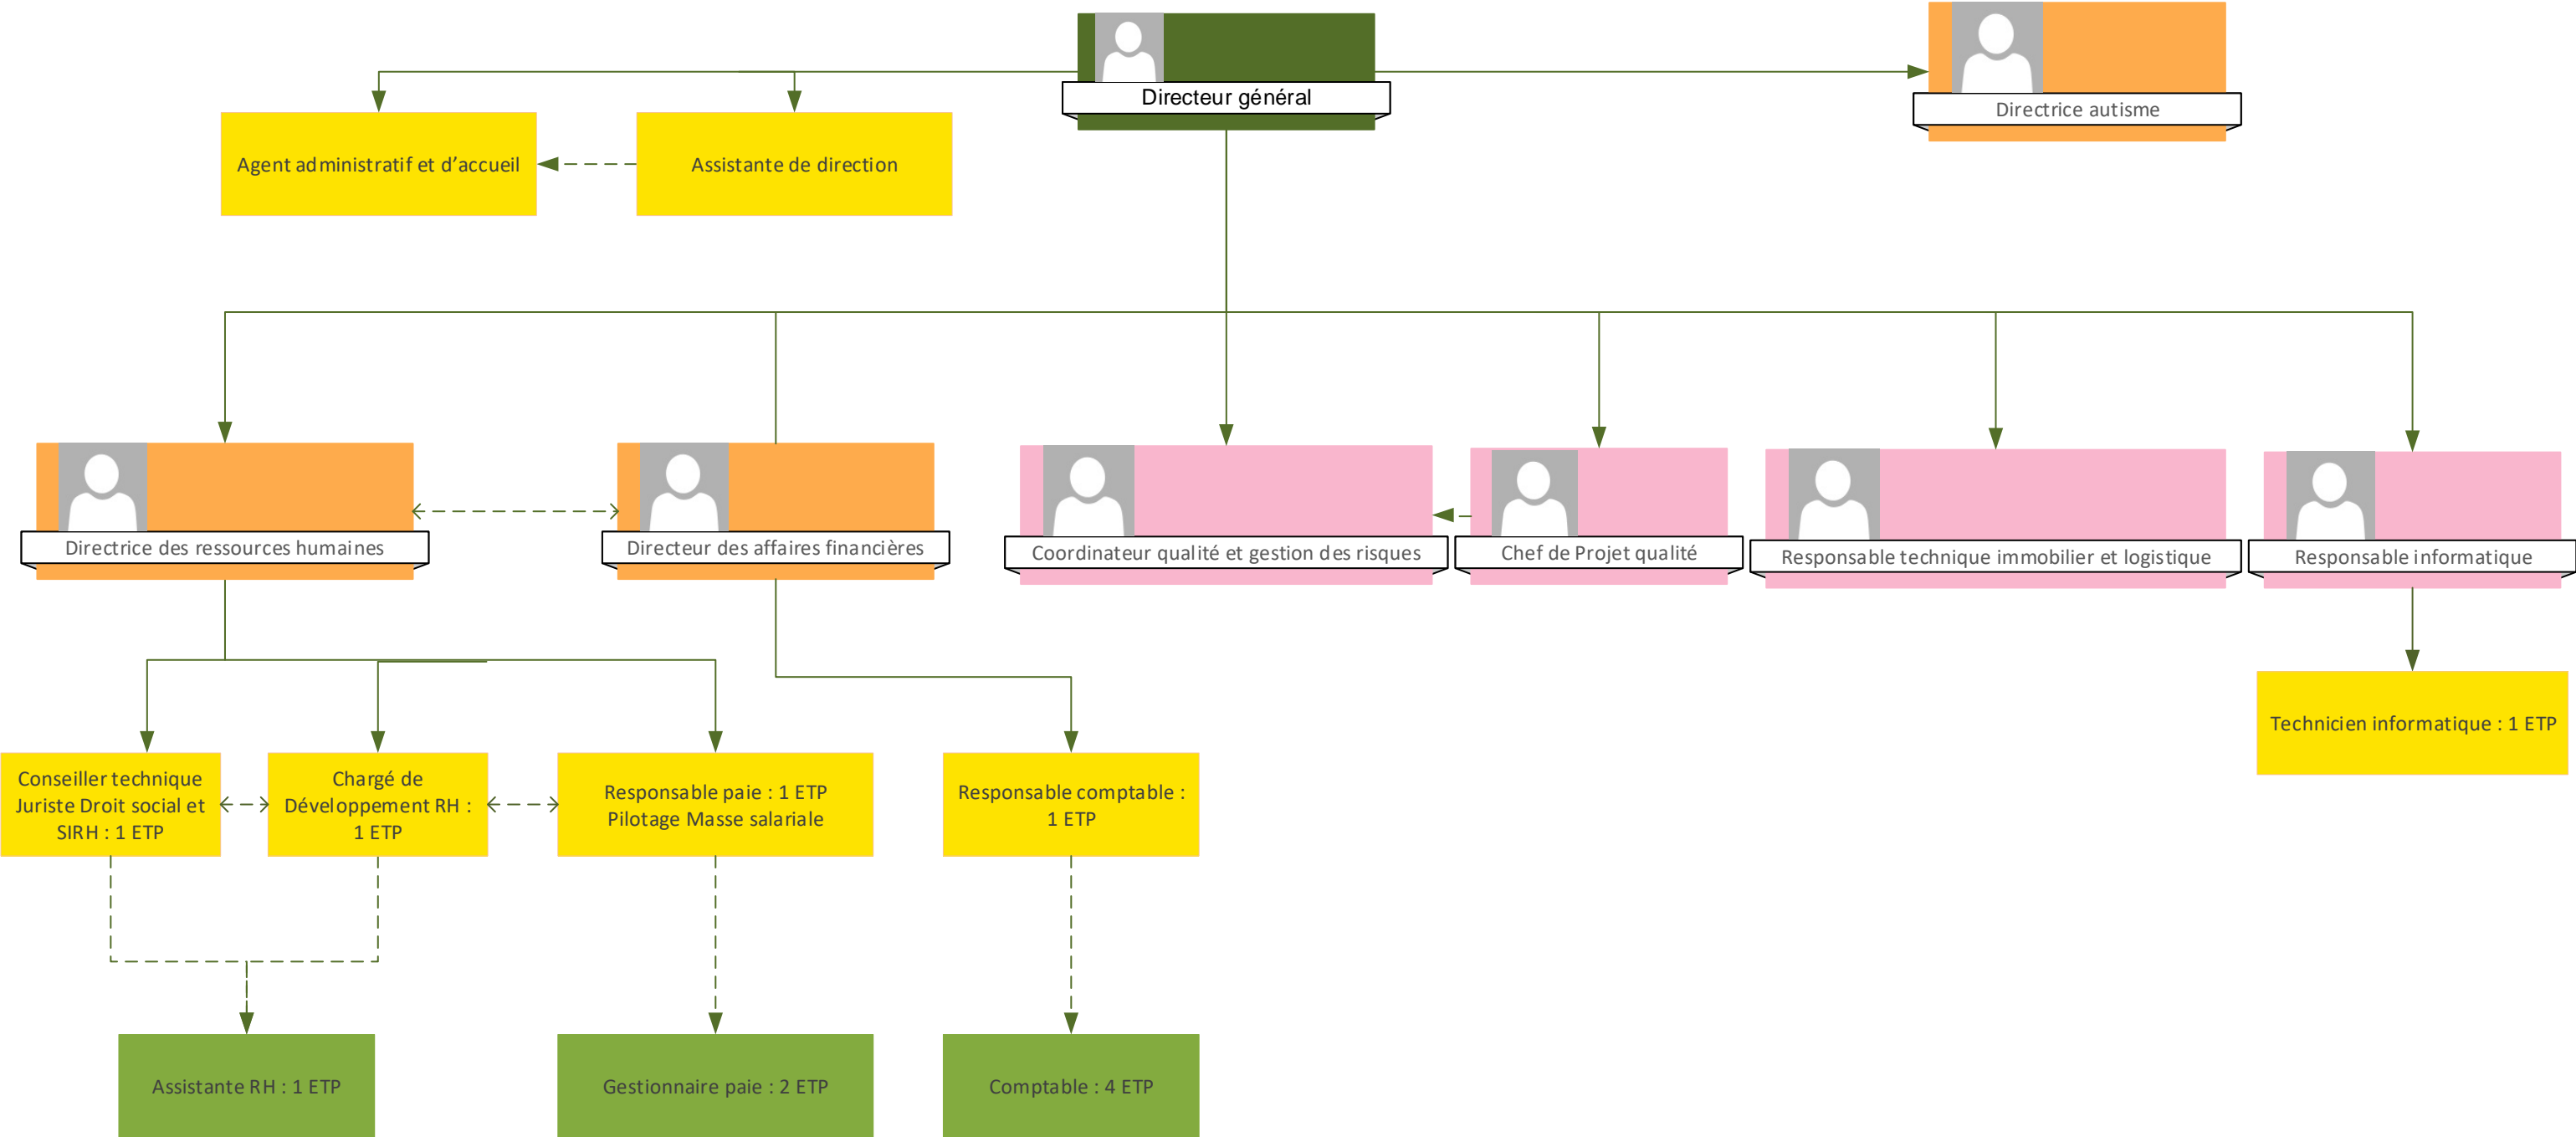 Directeur général
Directrice autisme
Agent administratif et d’accueil
Assistante de direction
Directrice des ressources humaines
Directeur des affaires financières
Coordinateur qualité et gestion des risques
Chef de Projet qualité
Responsable technique immobilier et logistique
Responsable informatique
Technicien informatique : 1 ETP
Conseiller technique
Juriste Droit social et
SIRH : 1 ETP
Chargé de
Développement RH :
1 ETP
Responsable paie : 1 ETP
Pilotage Masse salariale
Responsable comptable :
1 ETP
Assistante RH : 1 ETP
Gestionnaire paie : 2 ETP
Comptable : 4 ETP